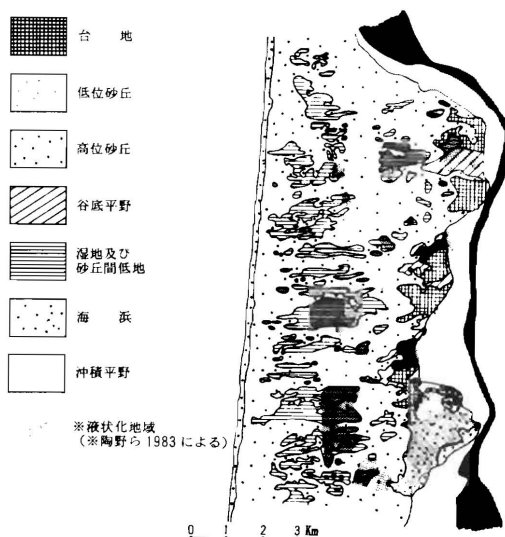 台 地
低位砂丘
高位砂丘
谷底平野
湿地及び
砂丘間低地
海 浜
沖積平野
※液状化地域
(※陶野ら 1983 による)
0 1 2 3 Km